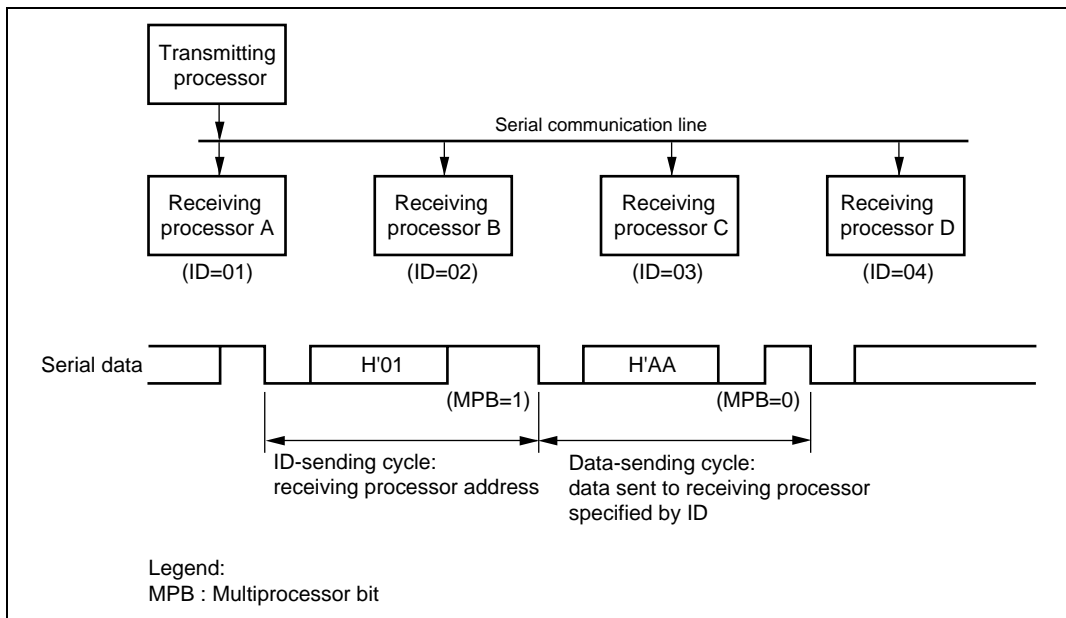 Transmitting
processor
Serial communication line
Receiving
processor A
Receiving
processor B
Receiving
processor C
Receiving
processor D
(ID=01)
(ID=02)
(ID=03)
(ID=04)
Serial data
H'01
H'AA
(MPB=1)
(MPB=0)
ID-sending cycle:
receiving processor address
Data-sending cycle:
data sent to receiving processor
specified by ID
Legend:
MPB : Multiprocessor bit